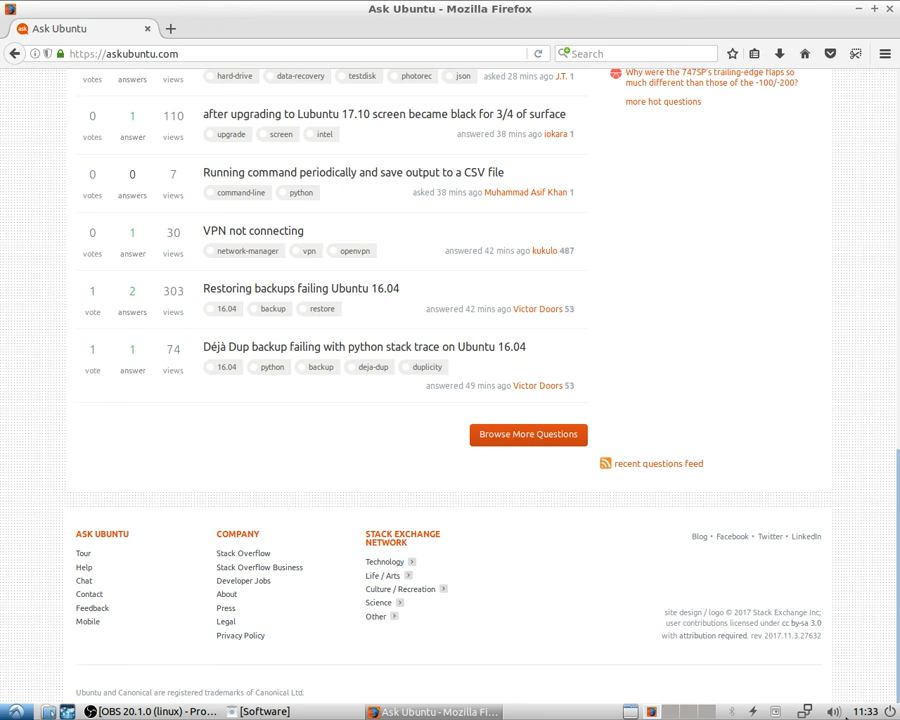 Ask Ubuntu - Mozilla Firefox
Ask Ubuntu
https://askubuntu.com
Search
votes answers views
hard-drive data-recovery testdisk photorec json asked 28 mins ago J.T. 1
Why were the 747SP's trailing-edge flaps so
much different than those of the -100/-200?
more hot questions
0 1 110 after upgrading to Lubuntu 17.10 screen became black for 3/4 of surface
votes answer views upgrade screen intel answered 38 mins ago iokara 1
0 0 7 Running command periodically and save output to a CSV file
votes answers views command-line python asked 38 mins ago Muhammad Asif Khan 1
0 1 30 VPN not connecting
votes answer views network-manager vpn openvpn answered 42 mins ago kukulo 487
1 2 303 Restoring backups failing Ubuntu 16.04
vote answers views 16.04 backup restore answered 42 mins ago Victor Doors 53
1 1 74 Déjà Dup backup failing with python stack trace on Ubuntu 16.04
vote answer views 16.04 python backup deja-dup duplicity
answered 49 mins ago Victor Doors 53
Browse More Questions
recent questions feed
ASK UBUNTU
Tour
Help
Chat
Contact
Feedback
Mobile
COMPANY
Stack Overflow
Stack Overflow Business
Developer Jobs
About
Press
Legal
Privacy Policy
STACK EXCHANGE
NETWORK
Technology
Life / Arts
Culture / Recreation
Science
Other
Blog • Facebook • Twitter • LinkedIn
site design / logo © 2017 Stack Exchange Inc;
user contributions licensed under cc by-sa 3.0
with attribution required. rev 2017.11.3.27632
Ubuntu and Canonical are registered trademarks of Canonical Ltd.
[OBS 20.1.0 (linux) - Pro... [Software] Ask Ubuntu - Mozilla Fi... 11:33